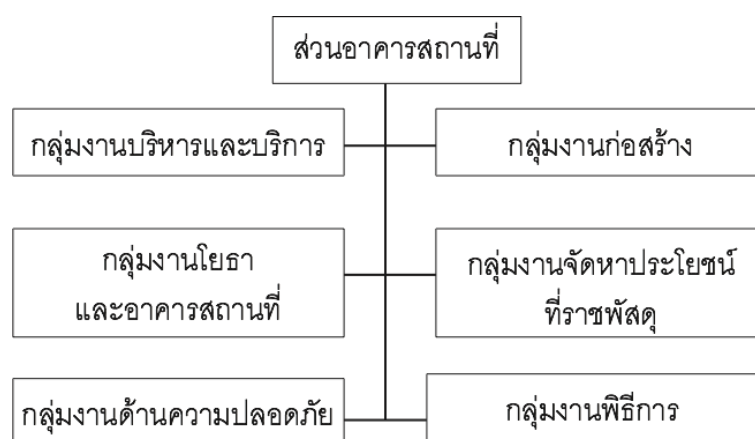 ส่วนอาคารสถานที่
กลุ่มงานบริหารและบริการ
กลุ่มงานก่อสร้าง
กลุ่มงานโยธา
และอาคารสถานที่
กลุ่มงานจัดหาประโยชน์
ที่ราชพัสดุ
กลุ่มงานด้านความปลอดภัย
กลุ่มงานพิธีการ